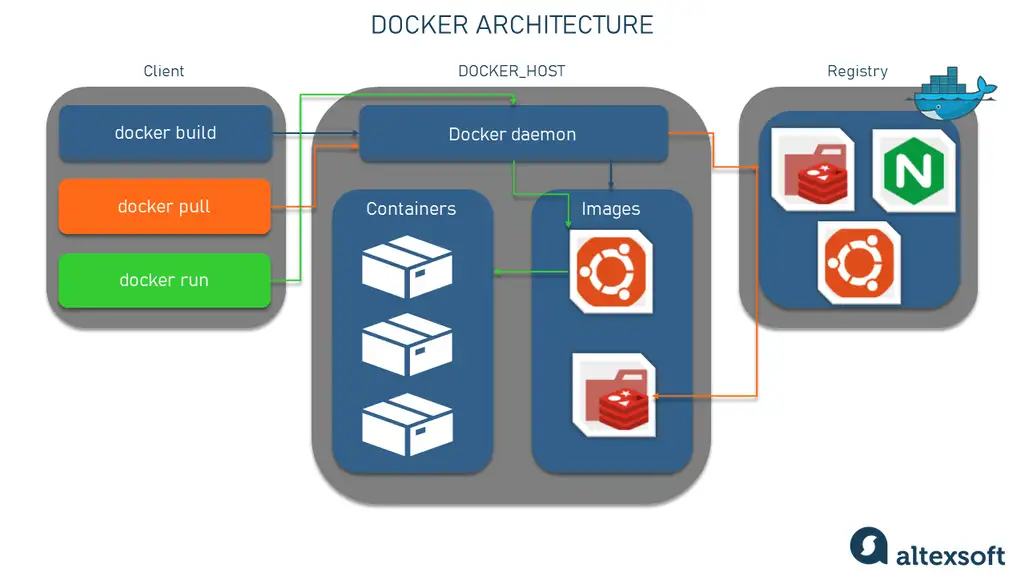 DOCKER ARCHITECTURE
Client
DOCKER_HOST
Registry
docker build
Docker daemon
docker pull
docker run
Containers
Images
N
altexsoft